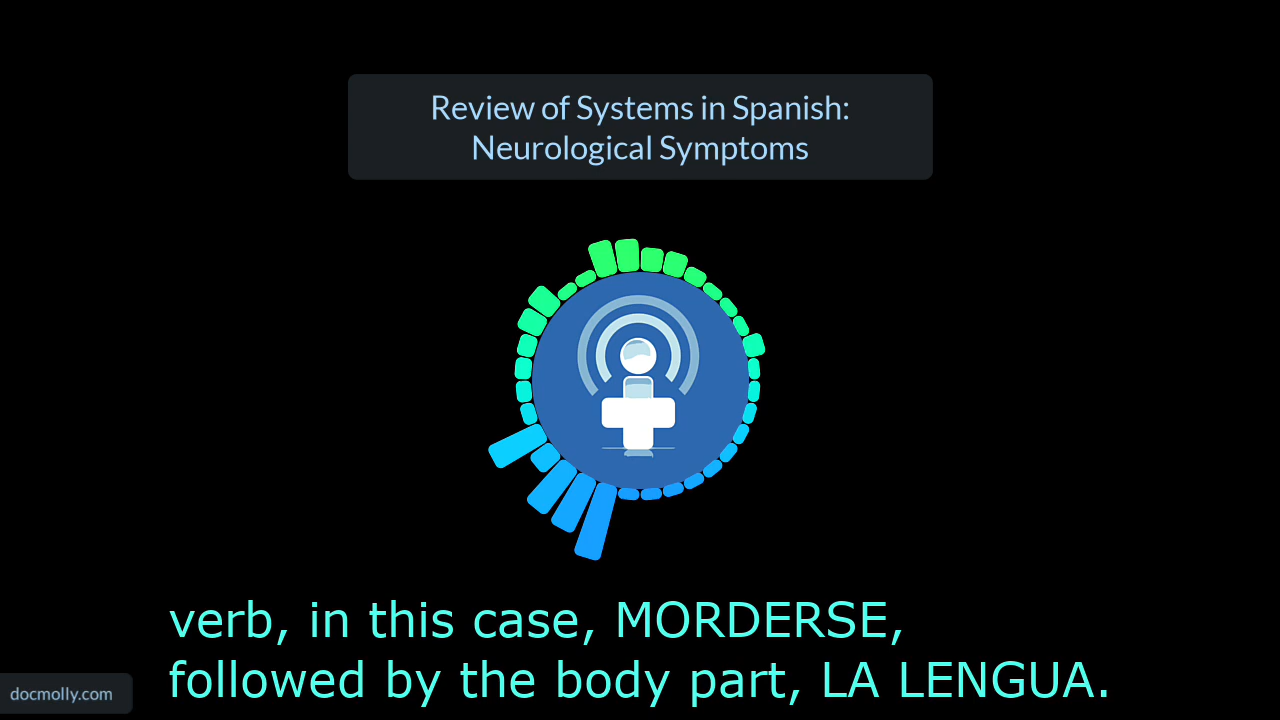 Review of Systems in Spanish:
Neurological Symptoms
verb, in this case, MORDERSE,
followed by the body part, LA LENGUA.
docmolly.com